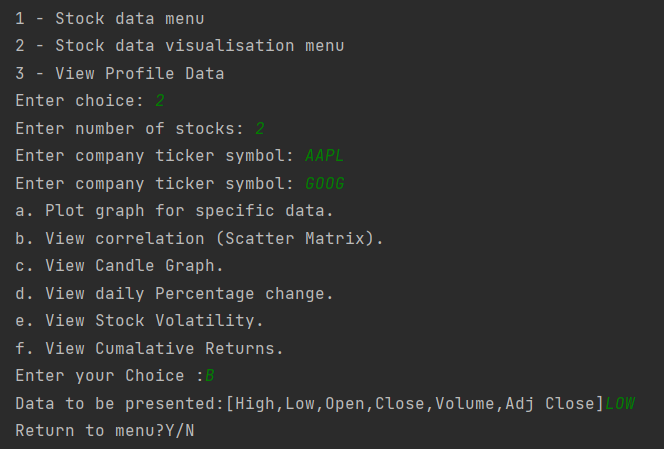 1 - Stock data menu
2 - Stock data visualisation menu
3 - View Profile Data
Enter choice: 2
Enter number of stocks: 2
Enter company ticker symbol: AAPL
Enter company ticker symbol: GOOG
a. Plot graph for specific data.
b. View correlation (Scatter Matrix).
c. View Candle Graph.
d. View daily Percentage change.
e. View Stock Volatility.
f. View Cumalative Returns.
Enter your Choice :B
Data to be presented:[High,Low,Open,Close,Volume,Adj Close]LOW
Return to menu?Y/N